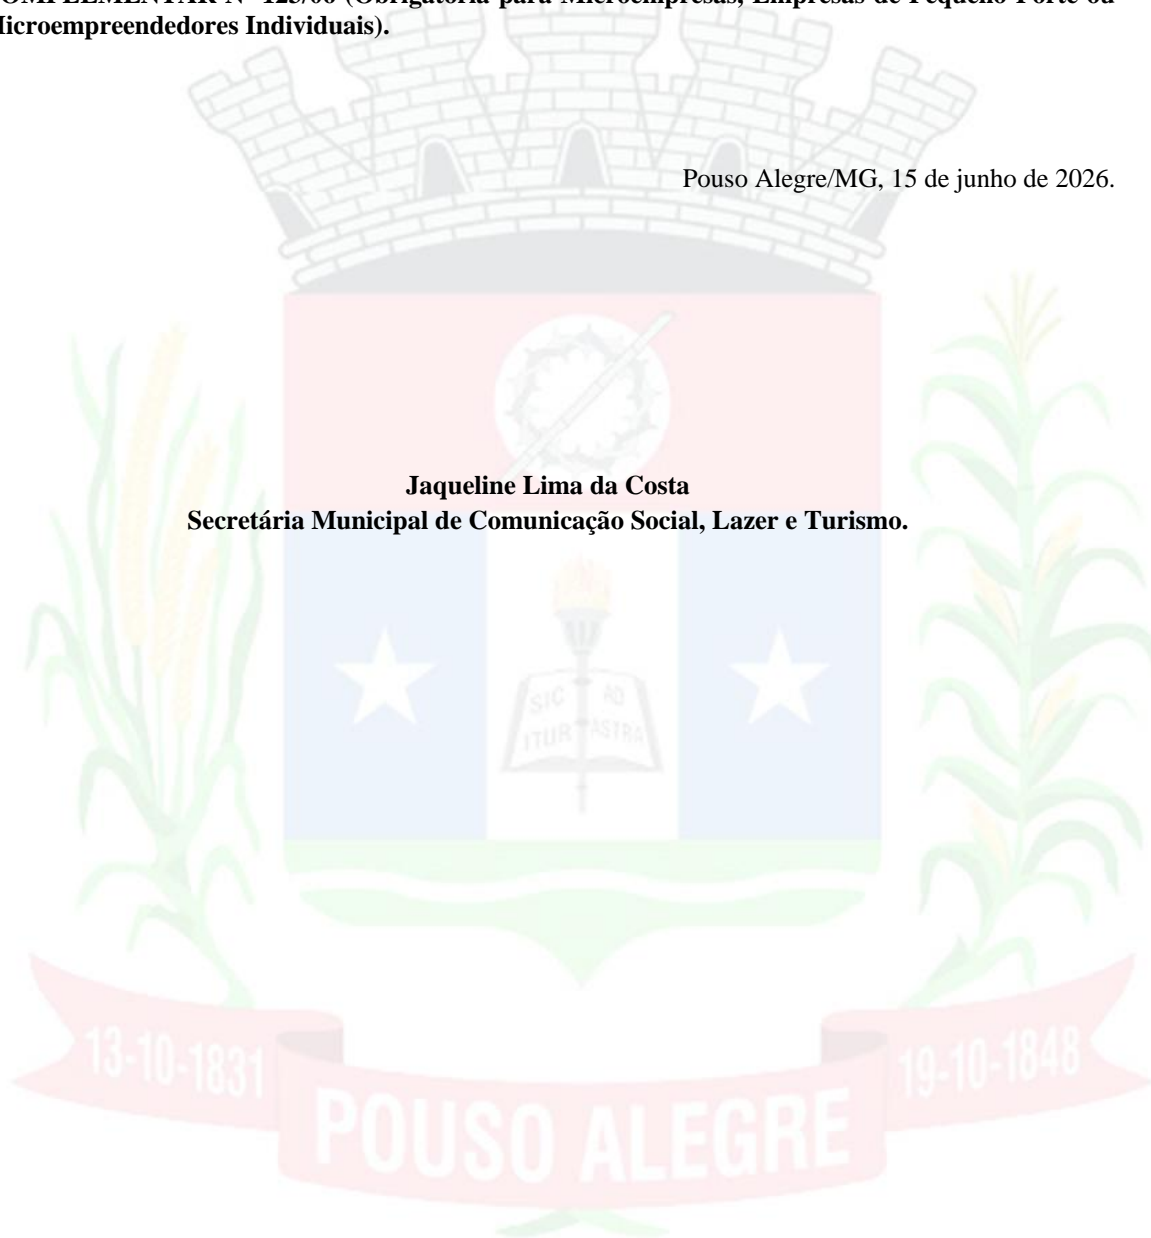 COMPLEMENTAR Nº 123/06 (Obrigatória para Microempresas, Empresas de Pequeno Porte ou
Microempreendedores Individuais).
Pouso Alegre/MG, 15 de junho de 2026.
Jaqueline Lima da Costa
Secretária Municipal de Comunicação Social, Lazer e Turismo.
SIC AD
ITUR ASTRA
13-10-1831
19-10-1848
POUSO ALEGRE